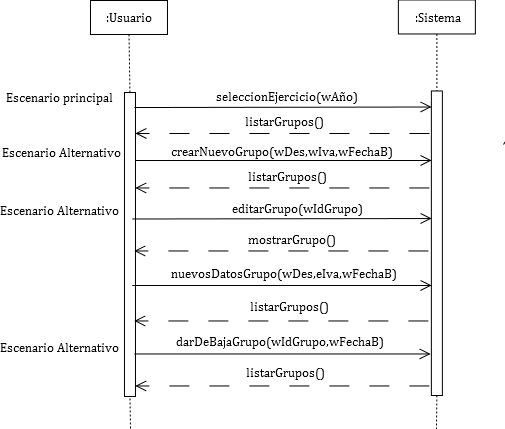 :Usuario
:Sistema
Escenario principal
seleccionEjercicio(wAño)
listarGrupos()
Escenario Alternativo
crearNuevoGrupo(wDes,wIva,wFechaB)
listarGrupos()
Escenario Alternativo
editarGrupo(wIdGrupo)
mostrarGrupo()
nuevosDatosGrupo(wDes,eIva,wFechaB)
listarGrupos()
Escenario Alternativo
darDeBajaGrupo(wIdGrupo,wFechaB)
listarGrupos()